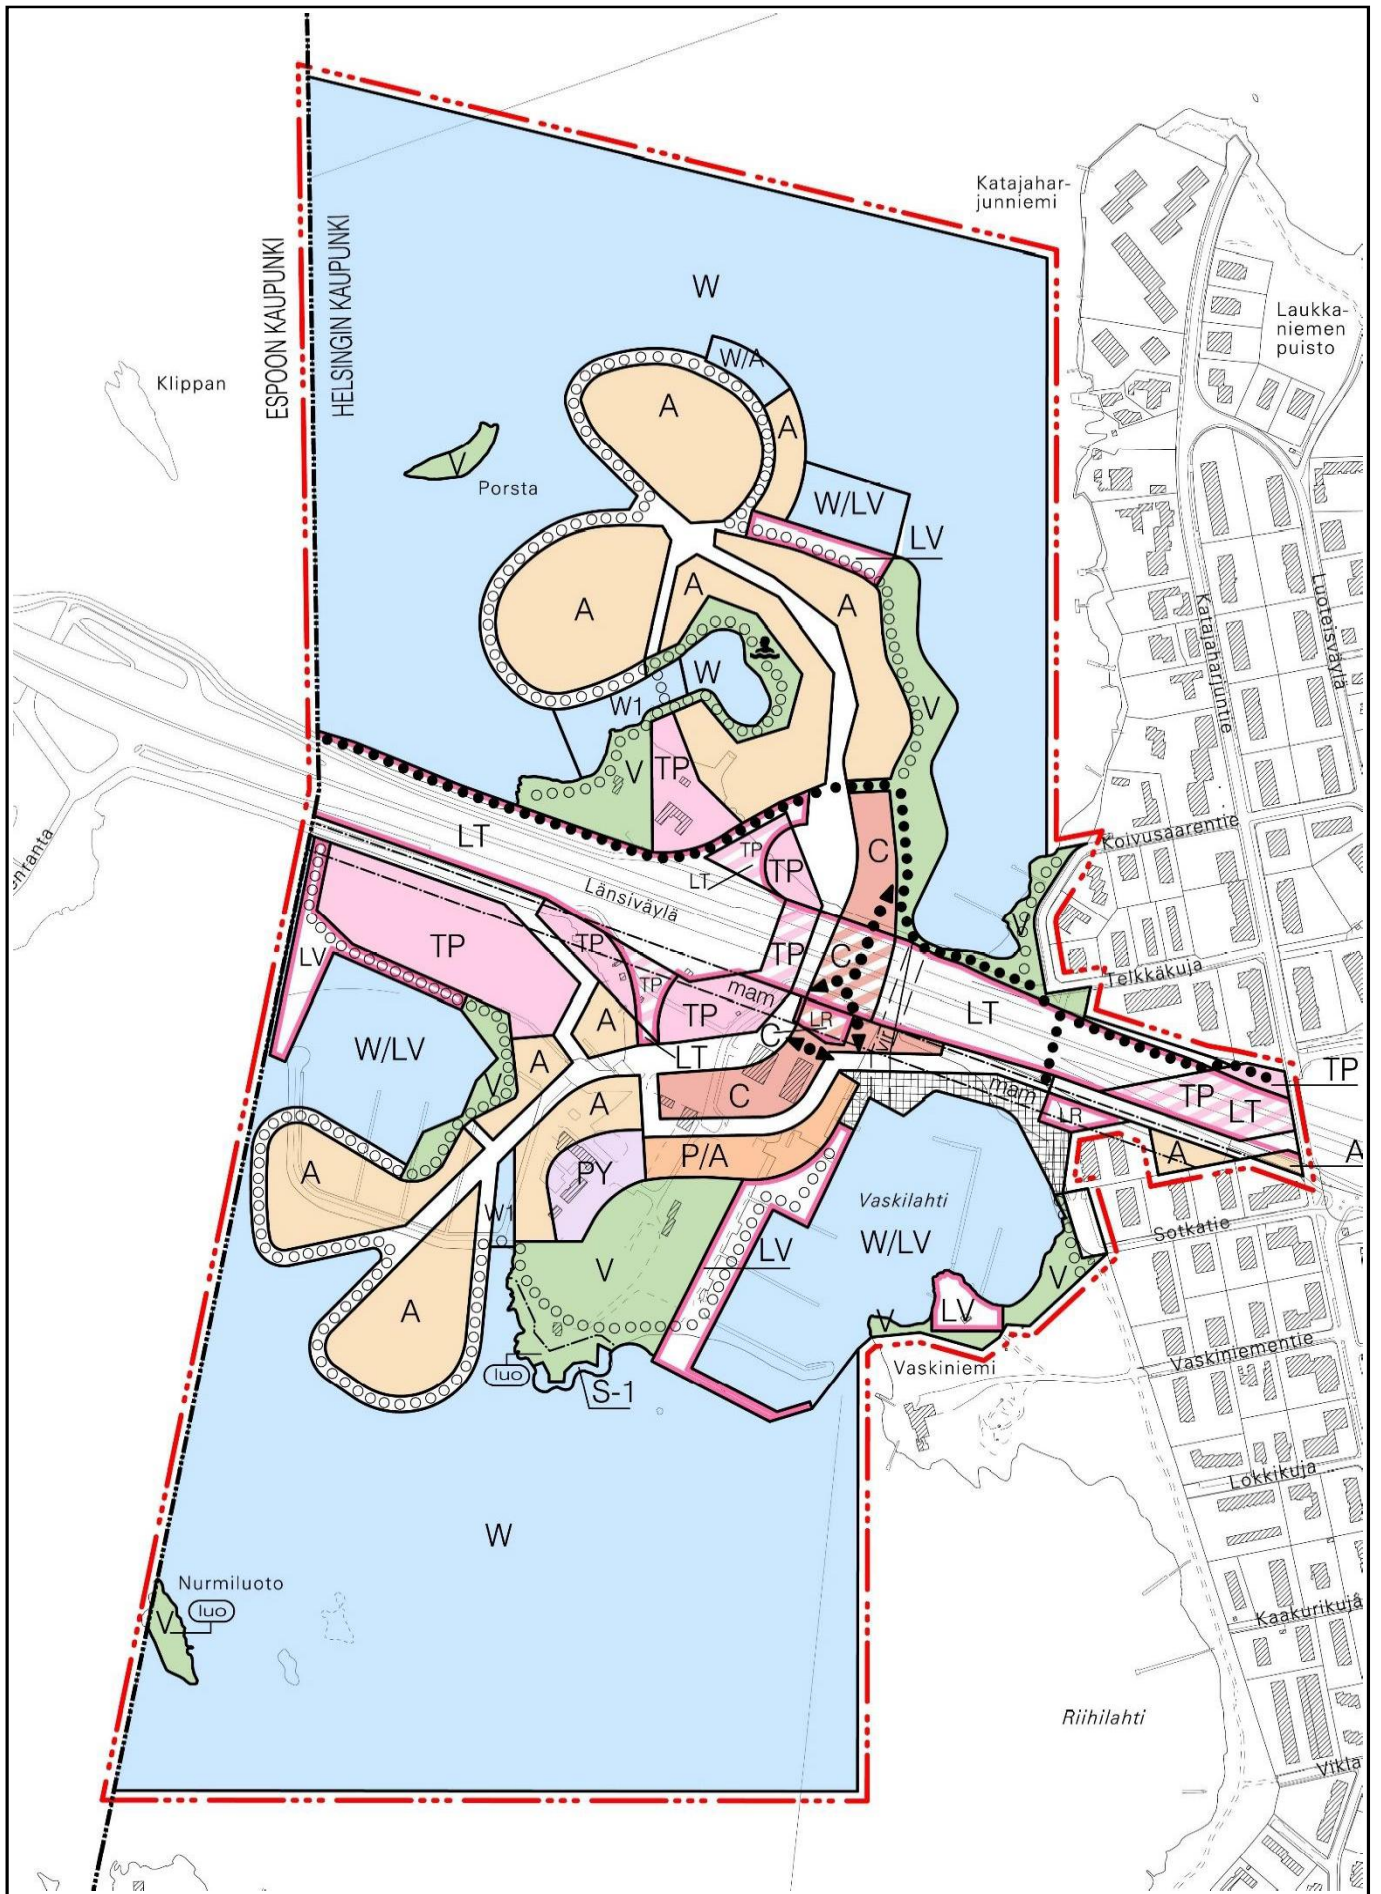 Katajahar-
junniemi
ESPOON KAUPUNKI
HELSINGIN KAUPUNKI
W
Laukka-
niemen
puisto
W/A
Klippan
A
A
V
Porsta
W/LV
LV
A
A
A
Luoteisväylä
Katajaharjuntie
W
W1
V
V
TP
LT
Koivusaarentie
C
TP
TP
LT
Länsiväylä
V
TP
TP
TP
C
LV
Telkkäkuja
TP
mam
TP
LR
LT
A
C
W/LV
LT
A
mam
TP
TP
LT
V
A
C
LR
P/A
A
A
A
PY
Vaskilahti
W/LV
W1
Sotkatie
V
LV
V
A
LV
V
Vaskiniementie
luo
S-1
Vaskiniemi
Lokkikuja
W
Nurmiluoto
luo
V
Kaakurikuja
Riihilahti
Vikla